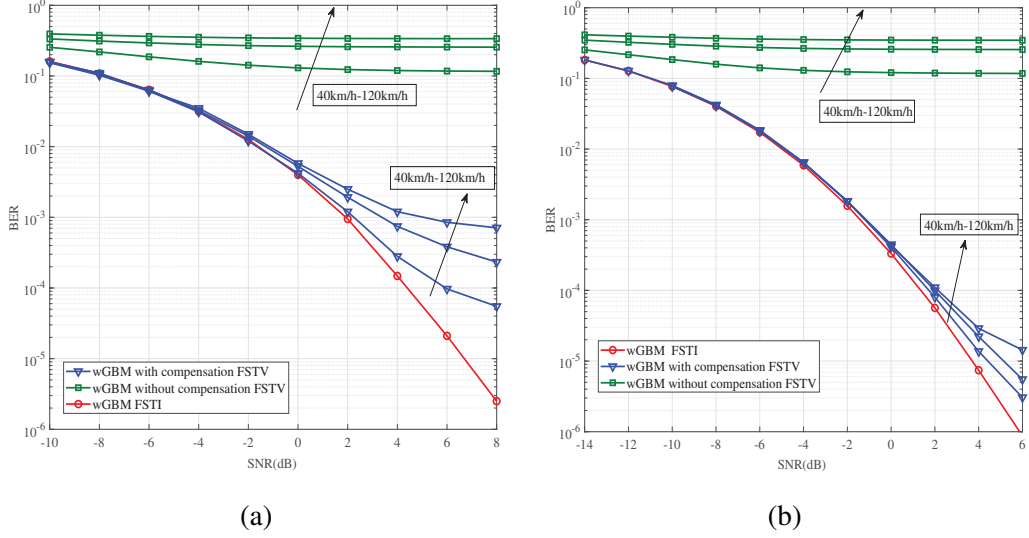 10^0
10^-1
10^-2
10^-3
10^-4
10^-5
10^-6
BER
40km/h-120km/h
40km/h-120km/h
wGBM with compensation FSTV
wGBM without compensation FSTV
wGBM FSTI
-10 -8 -6 -4 -2 0 2 4 6 8
SNR(dB)
(a)
10^0
10^-1
10^-2
10^-3
10^-4
10^-5
10^-6
BER
40km/h-120km/h
40km/h-120km/h
wGBM FSTI
wGBM with compensation FSTV
wGBM without compensation FSTV
-14 -12 -10 -8 -6 -4 -2 0 2 4 6
SNR(dB)
(b)